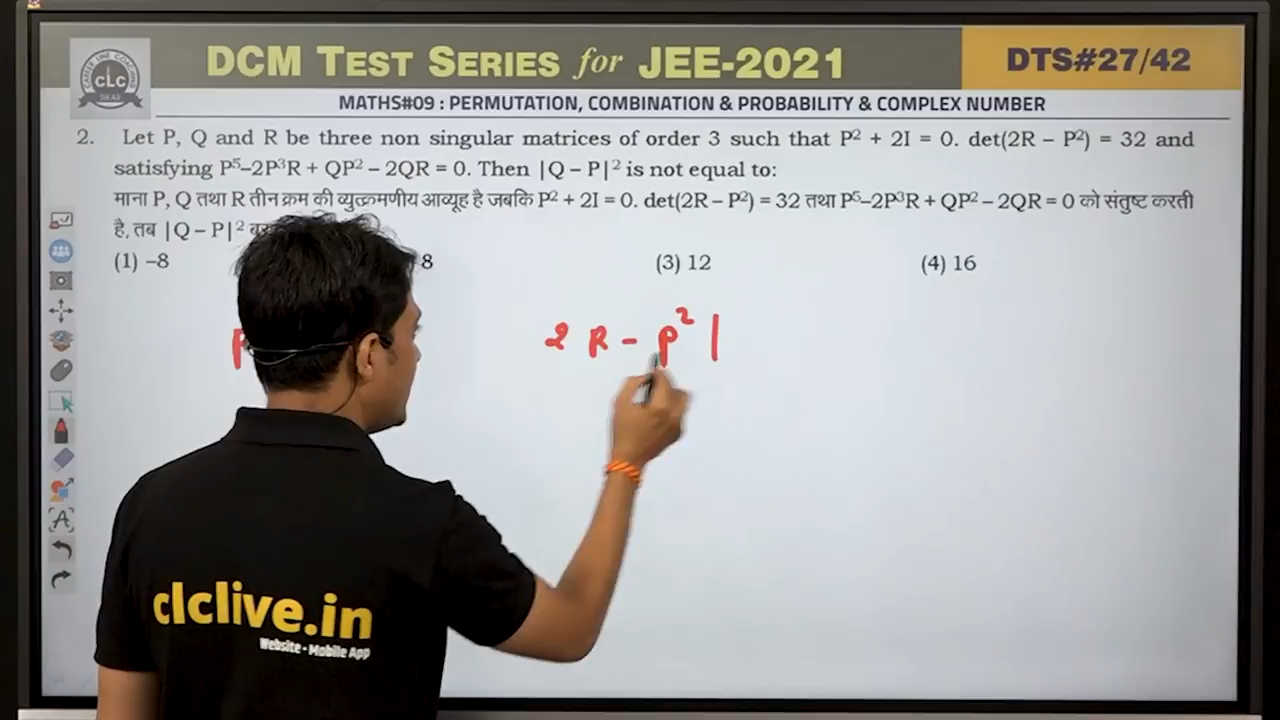 DCM TEST SERIES for JEE-2021
DTS#27/42
CLC
MATHS#09 : PERMUTATION, COMBINATION & PROBABILITY & COMPLEX NUMBER
2. Let P, Q and R be three non singular matrices of order 3 such that P² + 2I = 0. det(2R – P²) = 32 and
satisfying P⁵–2P³R + QP² – 2QR = 0. Then |Q – P|² is not equal to:
माना P, Q तथा R तीन क्रम की व्युत्क्रमणीय आव्यूह है जबकि P² + 2I = 0. det(2R – P²) = 32 तथा P⁵–2P³R + QP² – 2QR = 0 को संतुष्ट करती
है, तब |Q – P|²
(1) –8 8 (3) 12 (4) 16
2 R – P² |
clclive.in
Website • Mobile App